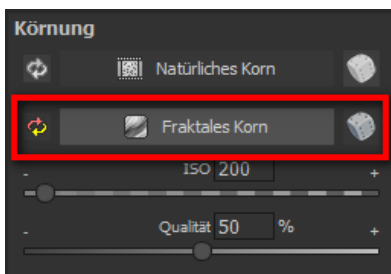 Körnung
Natürliches Korn
Fraktales Korn
- ISO 200 +
- Qualität 50 % +